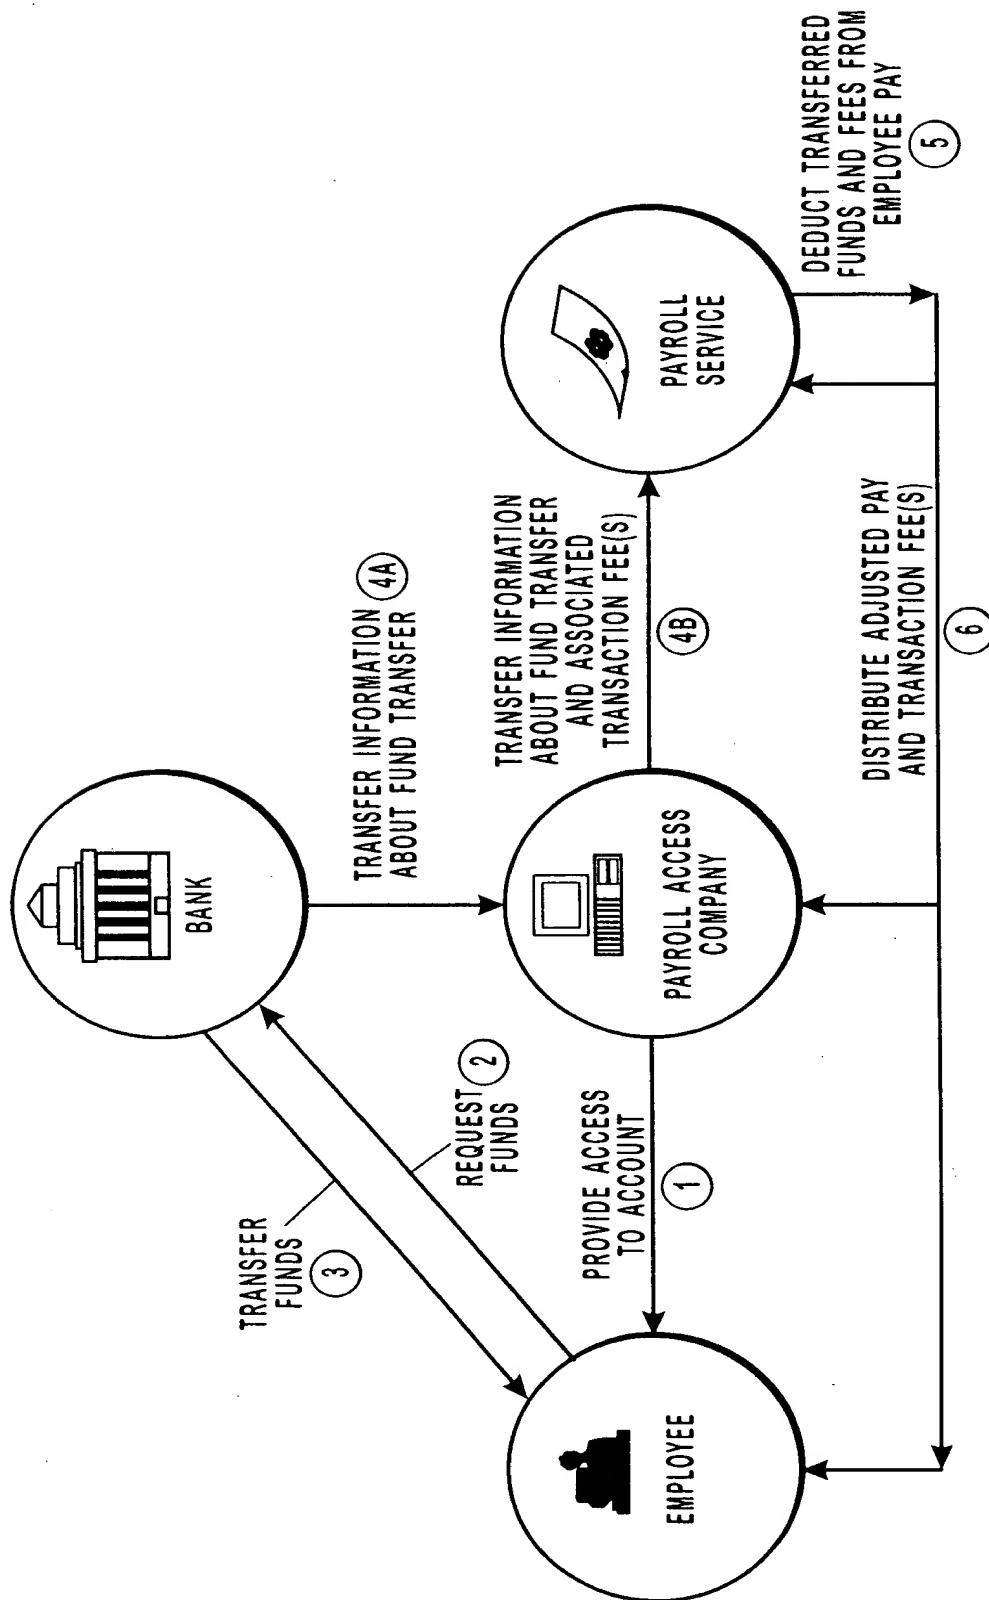 BANK
TRANSFER INFORMATION
ABOUT FUND TRANSFER
4A
TRANSFER
FUNDS
3
REQUEST
FUNDS
2
EMPLOYEE
PROVIDE ACCESS
TO ACCOUNT
1
PAYROLL ACCESS
COMPANY
TRANSFER INFORMATION
ABOUT FUND TRANSFER
AND ASSOCIATED
TRANSACTION FEE(S)
4B
PAYROLL
SERVICE
DEDUCT TRANSFERRED
FUNDS AND FEES FROM
EMPLOYEE PAY
5
DISTRIBUTE ADJUSTED PAY
AND TRANSACTION FEE(S)
6